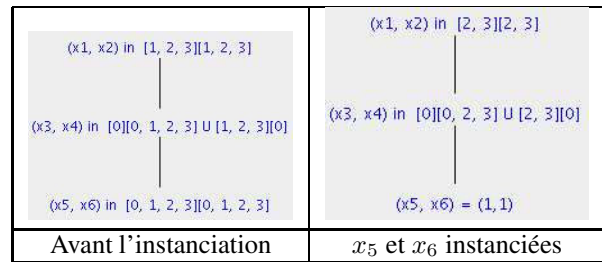 (x1, x2) in [1, 2, 3][1, 2, 3]
(x3, x4) in [0][0, 1, 2, 3] U [1, 2, 3][0]
(x5, x6) in [0, 1, 2, 3][0, 1, 2, 3]
Avant l'instanciation
(x1, x2) in [2, 3][2, 3]
(x3, x4) in [0][0, 2, 3] U [2, 3][0]
(x5, x6) = (1,1)
x5 et x6 instanciées